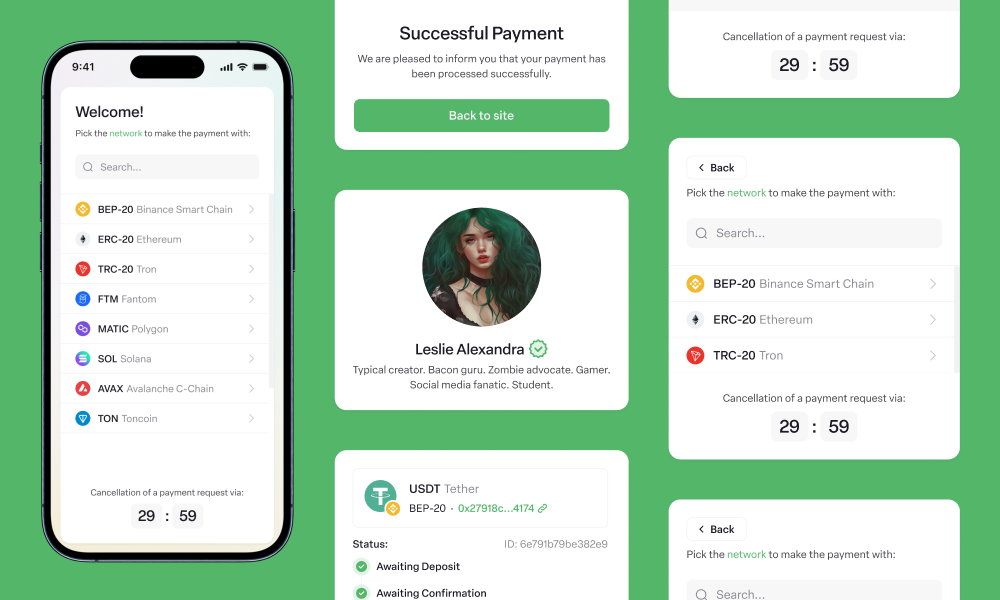 9:41
Welcome!
Pick the network to make the payment with:
Search...
BEP-20 Binance Smart Chain
ERC-20 Ethereum
TRC-20 Tron
FTM Fantom
MATIC Polygon
SOL Solana
AVAX Avalanche C-Chain
TON Toncoin
Cancellation of a payment request via:
29 : 59
Successful Payment
We are pleased to inform you that your payment has
been processed successfully.
Back to site
Leslie Alexandra
Typical creator. Bacon guru. Zombie advocate. Gamer.
Social media fanatic. Student.
USDT Tether
BEP-20 · 0x27918c...4174
Status:
ID: 6e791b79be382e9
Awaiting Deposit
Awaiting Confirmation
Cancellation of a payment request via:
29 : 59
Back
Pick the network to make the payment with:
Search...
BEP-20 Binance Smart Chain
ERC-20 Ethereum
TRC-20 Tron
Cancellation of a payment request via:
29 : 59
Back
Pick the network to make the payment with:
Search...